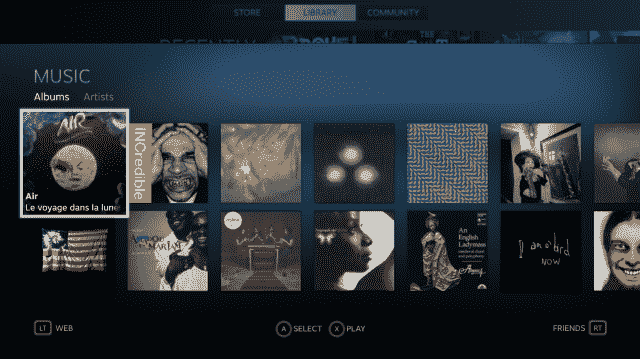 STORE
LIBRARY
COMMUNITY
RECENTLY
MUSIC
Albums Artists
AIR
Air
Le voyage dans la lune
INCredible
An
English
Ladymass
I am a bird
NOW
LT WEB
A SELECT X PLAY
FRIENDS RT